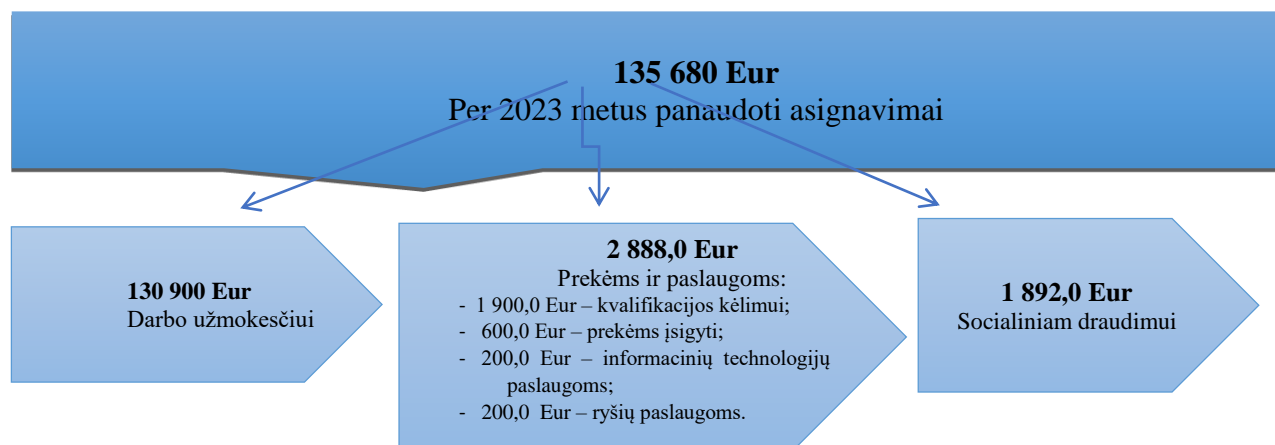 135 680 Eur
Per 2023 metus panaudoti asignavimai
130 900 Eur
Darbo užmokesčiui
2 888,0 Eur
Prekėms ir paslaugoms:
- 1 900,0 Eur – kvalifikacijos kėlimui;
- 600,0 Eur – prekėms įsigyti;
- 200,0 Eur – informacinių technologijų
paslaugoms;
- 200,0 Eur – ryšių paslaugoms.
1 892,0 Eur
Socialiniam draudimui